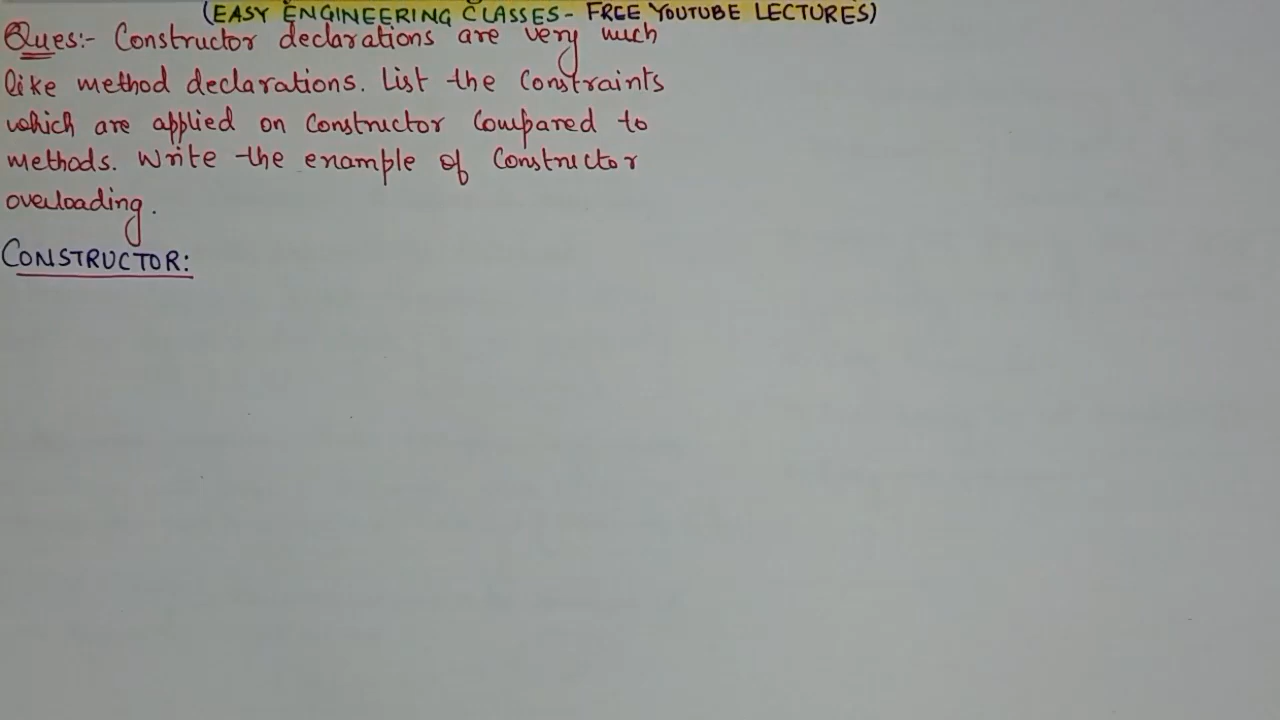 (EASY ENGINEERING CLASSES- FREE YOUTUBE LECTURES)
Ques:- Constructor declarations are very much
like method declarations. List the constraints
which are applied on constructor compared to
methods. Write the example of constructor
overloading.
CONSTRUCTOR: